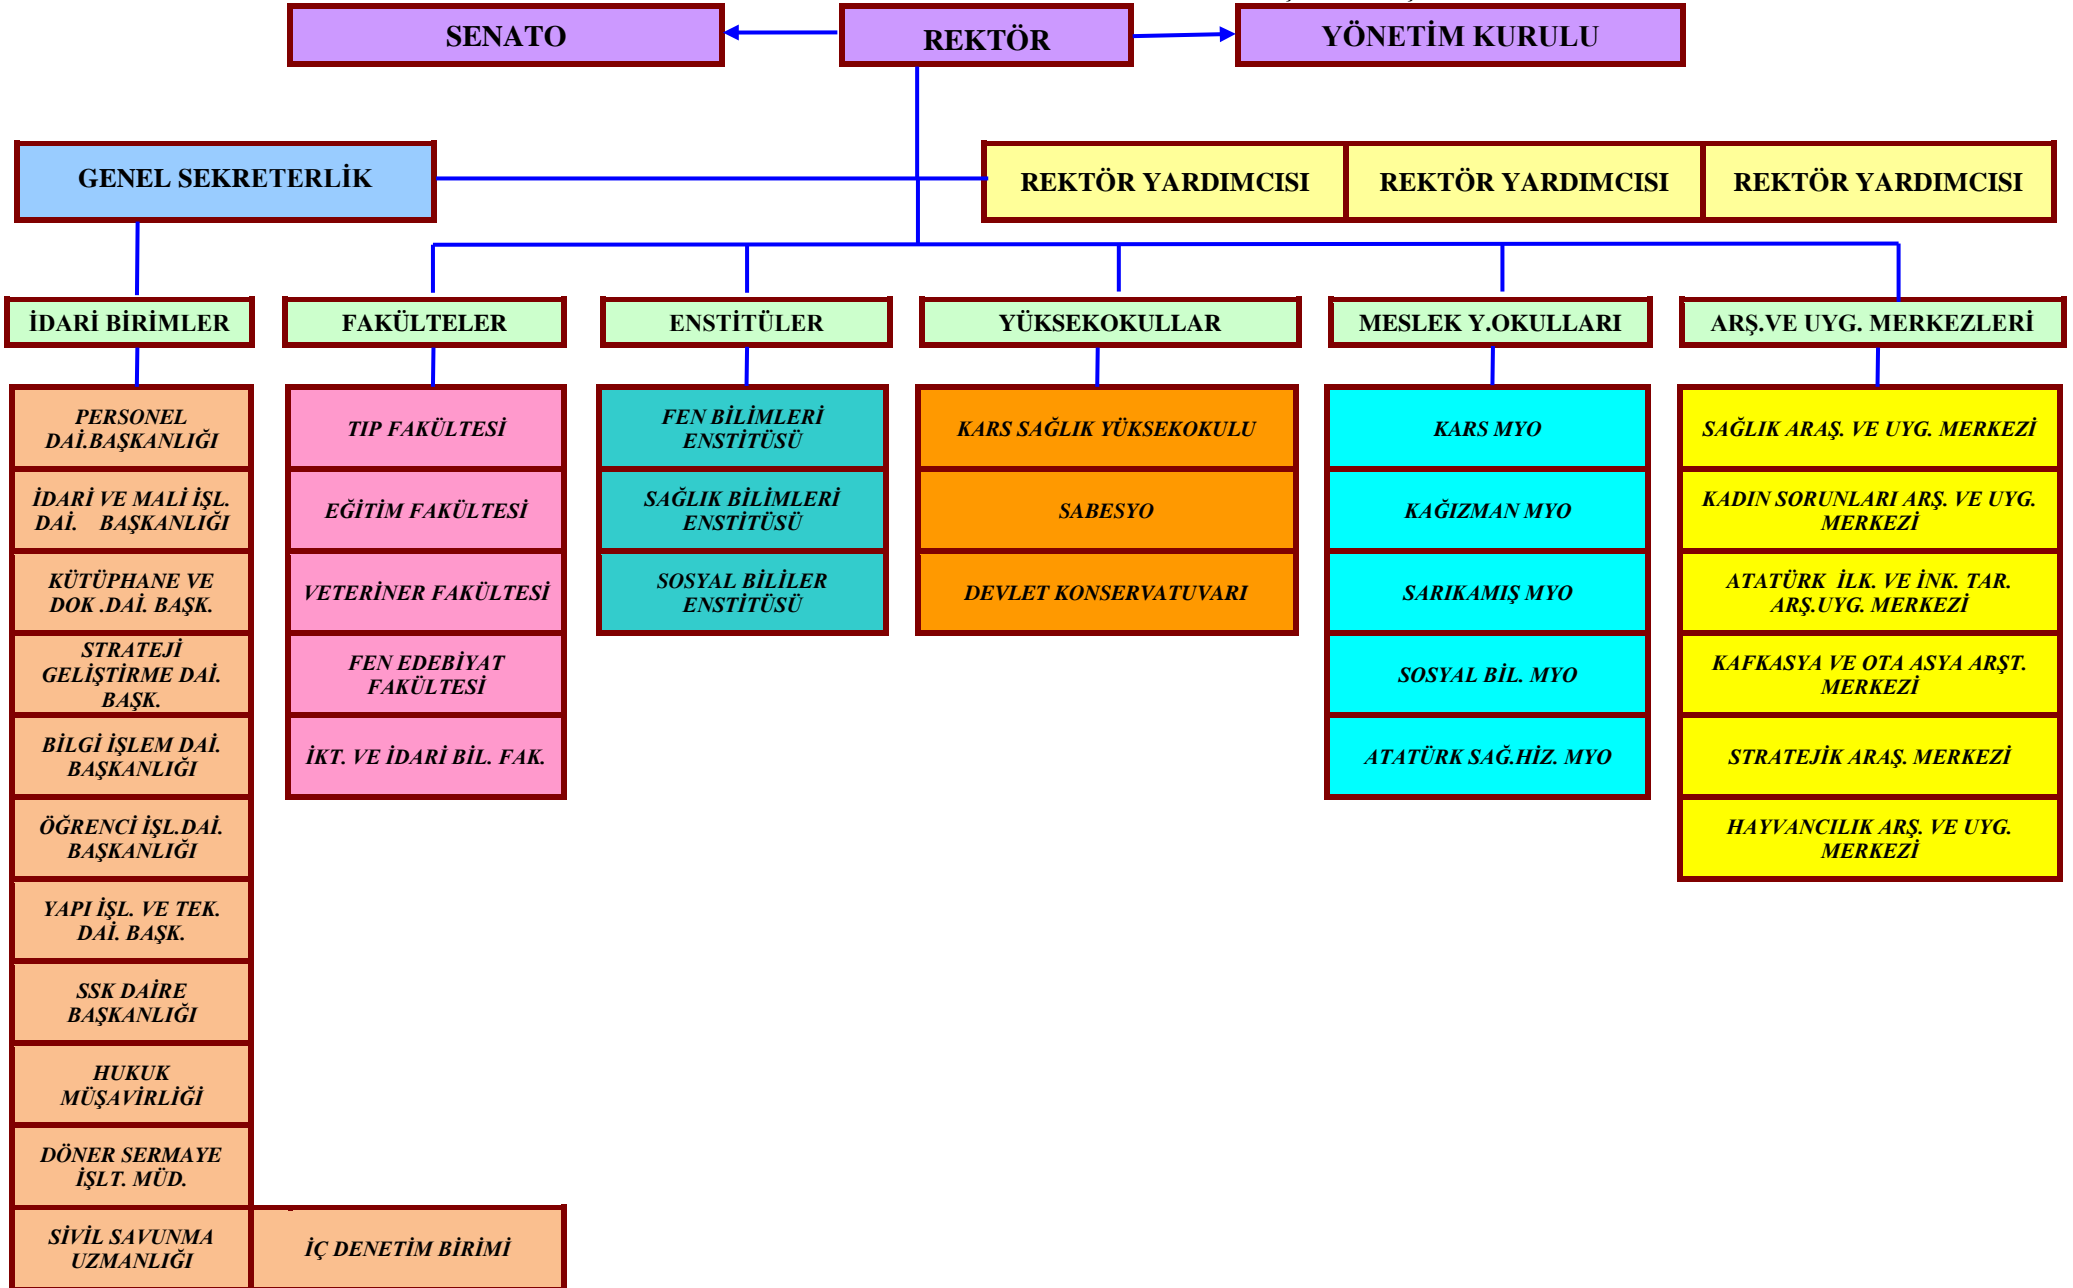 SENATO
REKTÖR
YÖNETİM KURULU
GENEL SEKRETERLİK
REKTÖR YARDIMCISI
REKTÖR YARDIMCISI
REKTÖR YARDIMCISI
İDARİ BİRİMLER
FAKÜLTELER
ENSTİTÜLER
YÜKSEKOKULLAR
MESLEK Y.OKULLARI
ARŞ.VE UYG. MERKEZLERİ
PERSONEL
DAİ.BAŞKANLIĞI
İDARİ VE MALİ İŞL.
DAİ. BAŞKANLIĞI
KÜTÜPHANE VE
DOK .DAİ. BAŞK.
STRATEJİ
GELİŞTİRME DAİ.
BAŞK.
BİLGİ İŞLEM DAİ.
BAŞKANLIĞI
ÖĞRENCİ İŞL.DAİ.
BAŞKANLIĞI
YAPI İŞL. VE TEK.
DAİ. BAŞK.
SSK DAİRE
BAŞKANLIĞI
HUKUK
MÜŞAVİRLİĞİ
DÖNER SERMAYE
İŞLT. MÜD.
SİVİL SAVUNMA
UZMANLIĞI
İÇ DENETİM BİRİMİ
TIP FAKÜLTESİ
EĞİTİM FAKÜLTESİ
VETERİNER FAKÜLTESİ
FEN EDEBİYAT
FAKÜLTESİ
İKT. VE İDARİ BİL. FAK.
FEN BİLİMLERİ
ENSTİTÜSÜ
SAĞLIK BİLİMLERİ
ENSTİTÜSÜ
SOSYAL BİLİLER
ENSTİTÜSÜ
KARS SAĞLIK YÜKSEKOKULU
SABESYO
DEVLET KONSERVATUVARI
KARS MYO
KAĞIZMAN MYO
SARIKAMIŞ MYO
SOSYAL BİL. MYO
ATATÜRK SAĞ.HİZ. MYO
SAĞLIK ARAŞ. VE UYG. MERKEZİ
KADIN SORUNLARI ARŞ. VE UYG.
MERKEZİ
ATATÜRK İLK. VE İNK. TAR.
ARŞ.UYG. MERKEZİ
KAFKASYA VE OTA ASYA ARŞT.
MERKEZİ
STRATEJİK ARAŞ. MERKEZİ
HAYVANCILIK ARŞ. VE UYG.
MERKEZİ